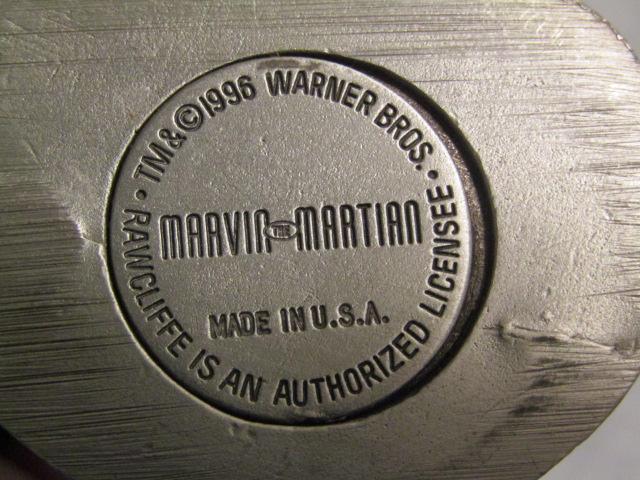 TM&©1996 WARNER BROS.
MARVIN THE MARTIAN
MADE IN U.S.A.
• RAWCLIFFE IS AN AUTHORIZED LICENSEE •